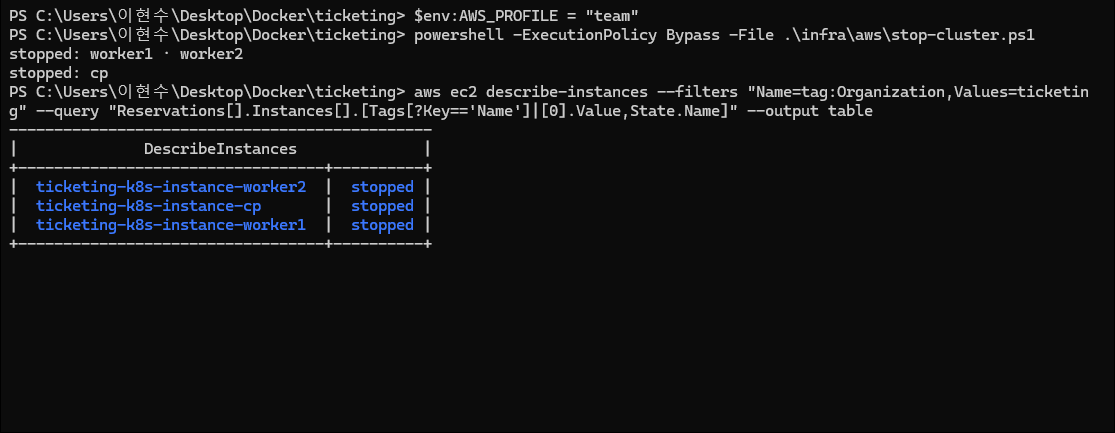 PS C:\Users\이현수\Desktop\Docker\ticketing> $env:AWS_PROFILE = "team"
PS C:\Users\이현수\Desktop\Docker\ticketing> powershell -ExecutionPolicy Bypass -File .\infra\aws\stop-cluster.ps1
stopped: worker1 · worker2
stopped: cp
PS C:\Users\이현수\Desktop\Docker\ticketing> aws ec2 describe-instances --filters "Name=tag:Organization,Values=ticketin
g" --query "Reservations[].Instances[].[Tags[?Key=='Name']|[0].Value,State.Name]" --output table
-----------------------------------------------
|              DescribeInstances              |
+----------------------------------+----------+
|  ticketing-k8s-instance-worker2  |  stopped |
|  ticketing-k8s-instance-cp       |  stopped |
|  ticketing-k8s-instance-worker1  |  stopped |
+----------------------------------+----------+